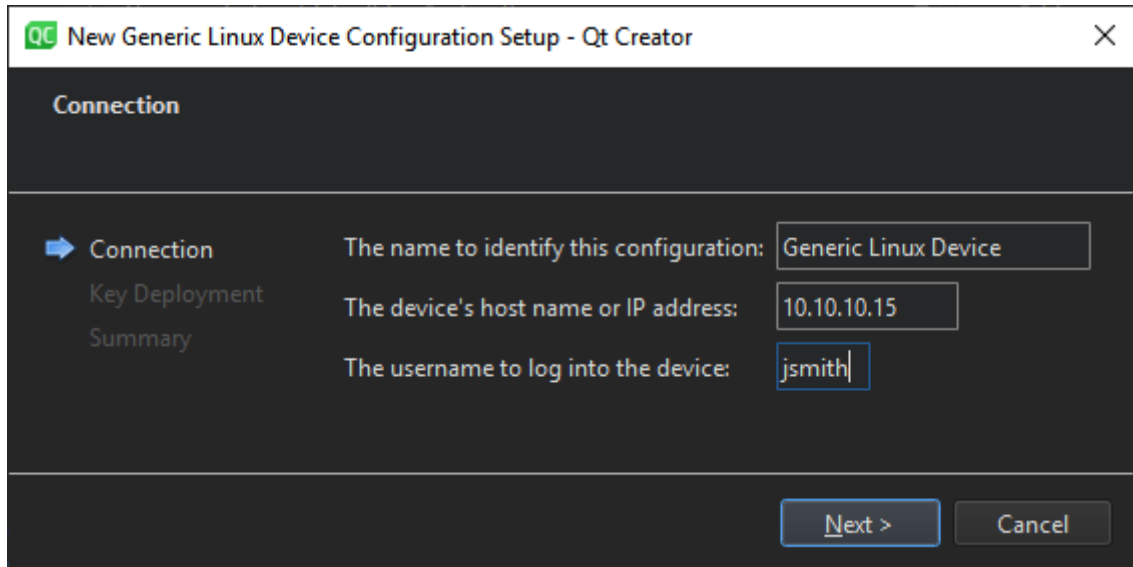 QC New Generic Linux Device Configuration Setup - Qt Creator
Connection
Connection
Key Deployment
Summary
The name to identify this configuration: Generic Linux Device
The device's host name or IP address: 10.10.10.15
The username to log into the device: jsmith
Next > Cancel